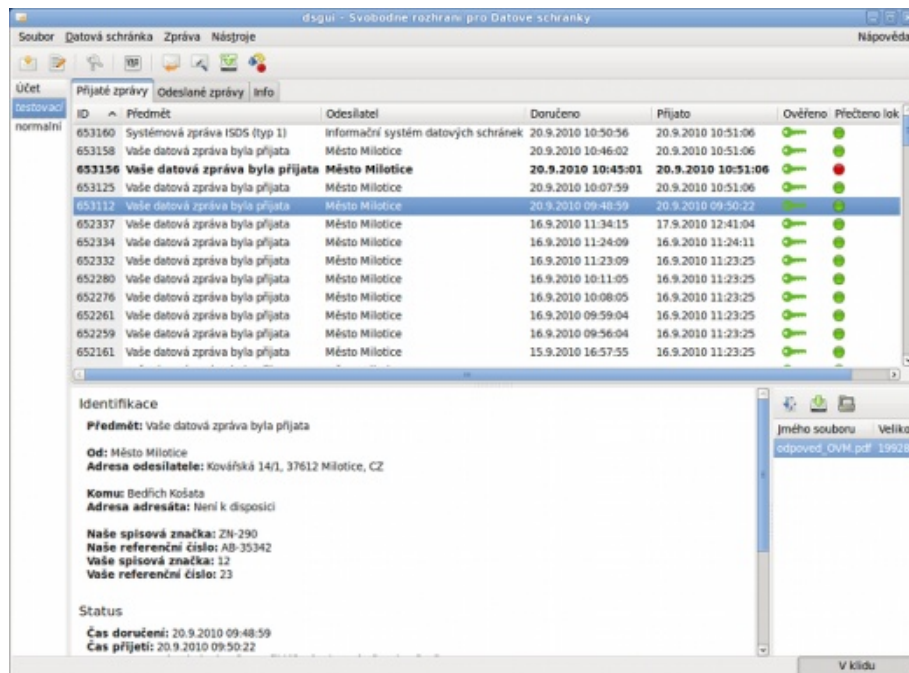 dsgui - Svobodné rozhraní pro Datové schránky
Soubor Datová schránka Zpráva Nástroje Nápověda
Účet
testovací
normalní
Přijaté zprávy Odeslané zprávy Info
ID Předmět Odesílatel Doručeno Přijato Ověřeno Přečteno lok
653160 Systémová zpráva ISDS (typ 1) Informační systém datových schránek 20.9.2010 10:50:56 20.9.2010 10:51:06
653158 Vaše datová zpráva byla přijata Město Milotice 20.9.2010 10:46:02 20.9.2010 10:51:06
653156 Vaše datová zpráva byla přijata Město Milotice 20.9.2010 10:45:01 20.9.2010 10:51:06
653125 Vaše datová zpráva byla přijata Město Milotice 20.9.2010 10:07:59 20.9.2010 10:51:06
653112 Vaše datová zpráva byla přijata Město Milotice 20.9.2010 09:48:59 20.9.2010 09:50:22
652337 Vaše datová zpráva byla přijata Město Milotice 16.9.2010 11:34:15 17.9.2010 12:41:04
652334 Vaše datová zpráva byla přijata Město Milotice 16.9.2010 11:24:09 16.9.2010 11:24:11
652332 Vaše datová zpráva byla přijata Město Milotice 16.9.2010 11:23:09 16.9.2010 11:23:25
652280 Vaše datová zpráva byla přijata Město Milotice 16.9.2010 10:11:05 16.9.2010 11:23:25
652276 Vaše datová zpráva byla přijata Město Milotice 16.9.2010 10:08:05 16.9.2010 11:23:25
652261 Vaše datová zpráva byla přijata Město Milotice 16.9.2010 09:59:04 16.9.2010 11:23:25
652259 Vaše datová zpráva byla přijata Město Milotice 16.9.2010 09:56:04 16.9.2010 11:23:25
652161 Vaše datová zpráva byla přijata Město Milotice 15.9.2010 16:57:55 16.9.2010 11:23:25
Identifikace
Předmět: Vaše datová zpráva byla přijata
Od: Město Milotice
Adresa odesílatele: Kovářská 14/1, 37612 Milotice, CZ
Komu: Bedřich Košata
Adresa adresáta: Není k disposici
Naše spisová značka: ZN-290
Naše referenční číslo: AB-35342
Vaše spisová značka: 12
Vaše referenční číslo: 23
Status
Čas doručení: 20.9.2010 09:48:59
Čas přijetí: 20.9.2010 09:50:22
Jmého souboru Veliko
odpoved_OVM.pdf 19928
V klidu